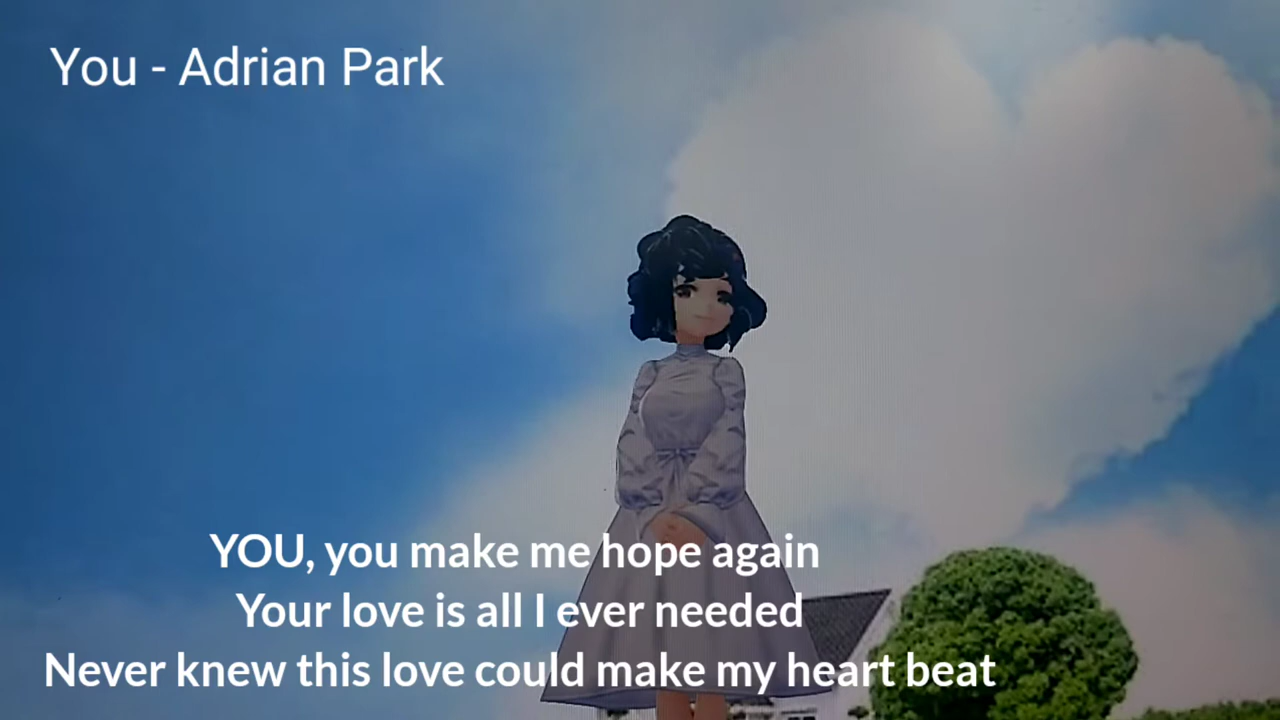 You - Adrian Park
YOU, you make me hope again
Your love is all I ever needed
Never knew this love could make my heart beat